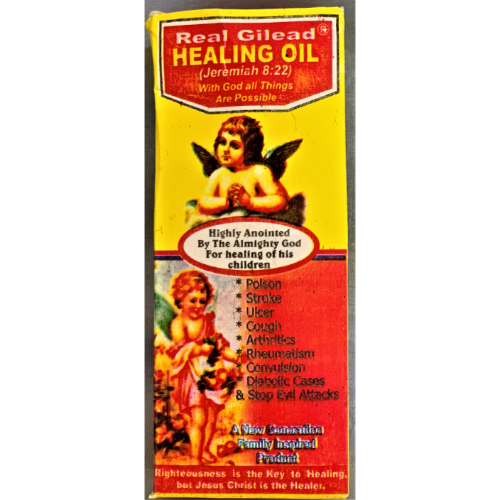 Real Gilead®
HEALING OIL
(Jeremiah 8:22)
With God all Things
Are Possible
Highly Anointed
By The Almighty God
For healing of his
children
* Poison
* Stroke
* Ulcer
* Cough
* Arthritics
* Rheumatism
* Convulsion
* Diabolic Cases
& Stop Evil Attacks
A New Generation
Family Inspired
Product
Righteousness is the Key to Healing,
but Jesus Christ is the Healer.